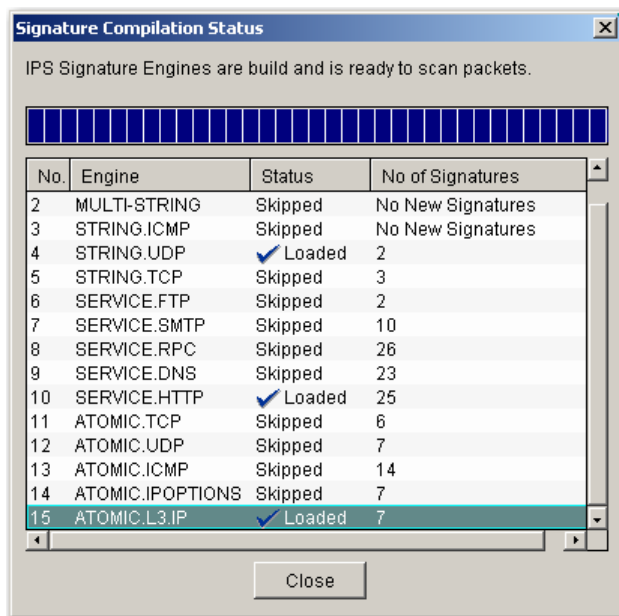 Signature Compilation Status
IPS Signature Engines are build and is ready to scan packets.
No. Engine Status No of Signatures
2 MULTI-STRING Skipped No New Signatures
3 STRING.ICMP Skipped No New Signatures
4 STRING.UDP Loaded 2
5 STRING.TCP Skipped 3
6 SERVICE.FTP Skipped 2
7 SERVICE.SMTP Skipped 10
8 SERVICE.RPC Skipped 26
9 SERVICE.DNS Skipped 23
10 SERVICE.HTTP Loaded 25
11 ATOMIC.TCP Skipped 6
12 ATOMIC.UDP Skipped 7
13 ATOMIC.ICMP Skipped 14
14 ATOMIC.IPOPTIONS Skipped 7
15 ATOMIC.L3.IP Loaded 7
Close